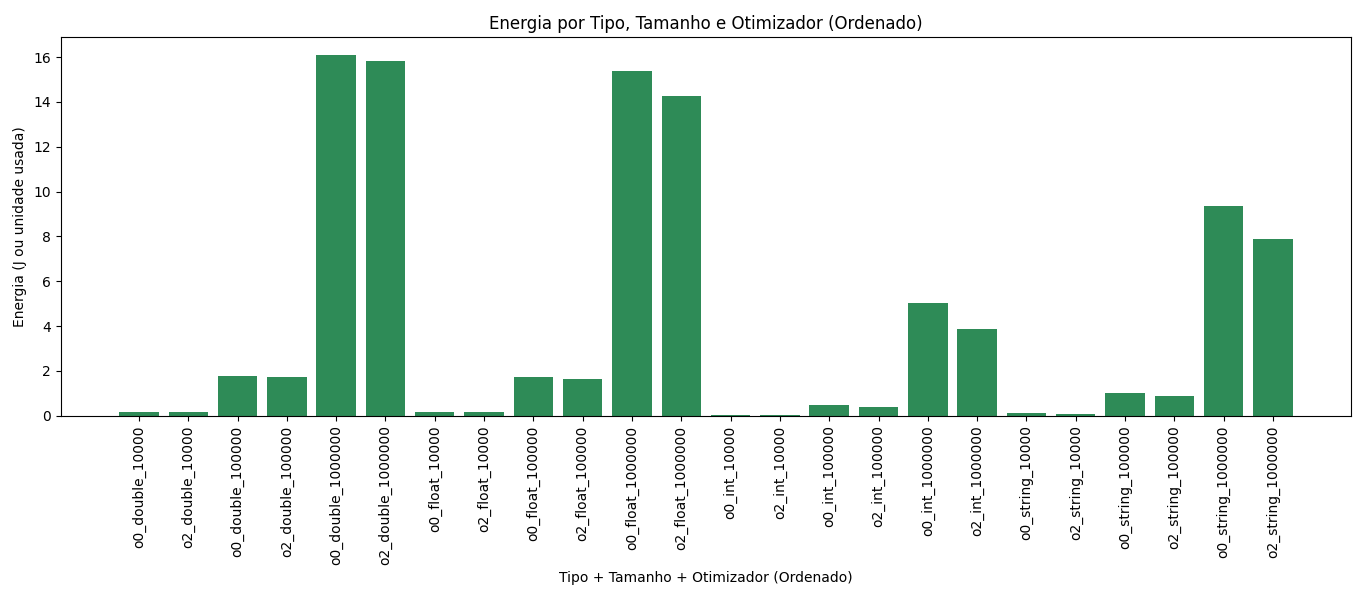 Energia por Tipo, Tamanho e Otimizador (Ordenado)
Energia (J ou unidade usada)
16
14
12
10
8
6
4
2
0
o0_double_10000
o2_double_10000
o0_double_100000
o2_double_100000
o0_double_1000000
o2_double_1000000
o0_float_10000
o2_float_10000
o0_float_100000
o2_float_100000
o0_float_1000000
o2_float_1000000
o0_int_10000
o2_int_10000
o0_int_100000
o2_int_100000
o0_int_1000000
o2_int_1000000
o0_string_10000
o2_string_10000
o0_string_100000
o2_string_100000
o0_string_1000000
o2_string_1000000
Tipo + Tamanho + Otimizador (Ordenado)